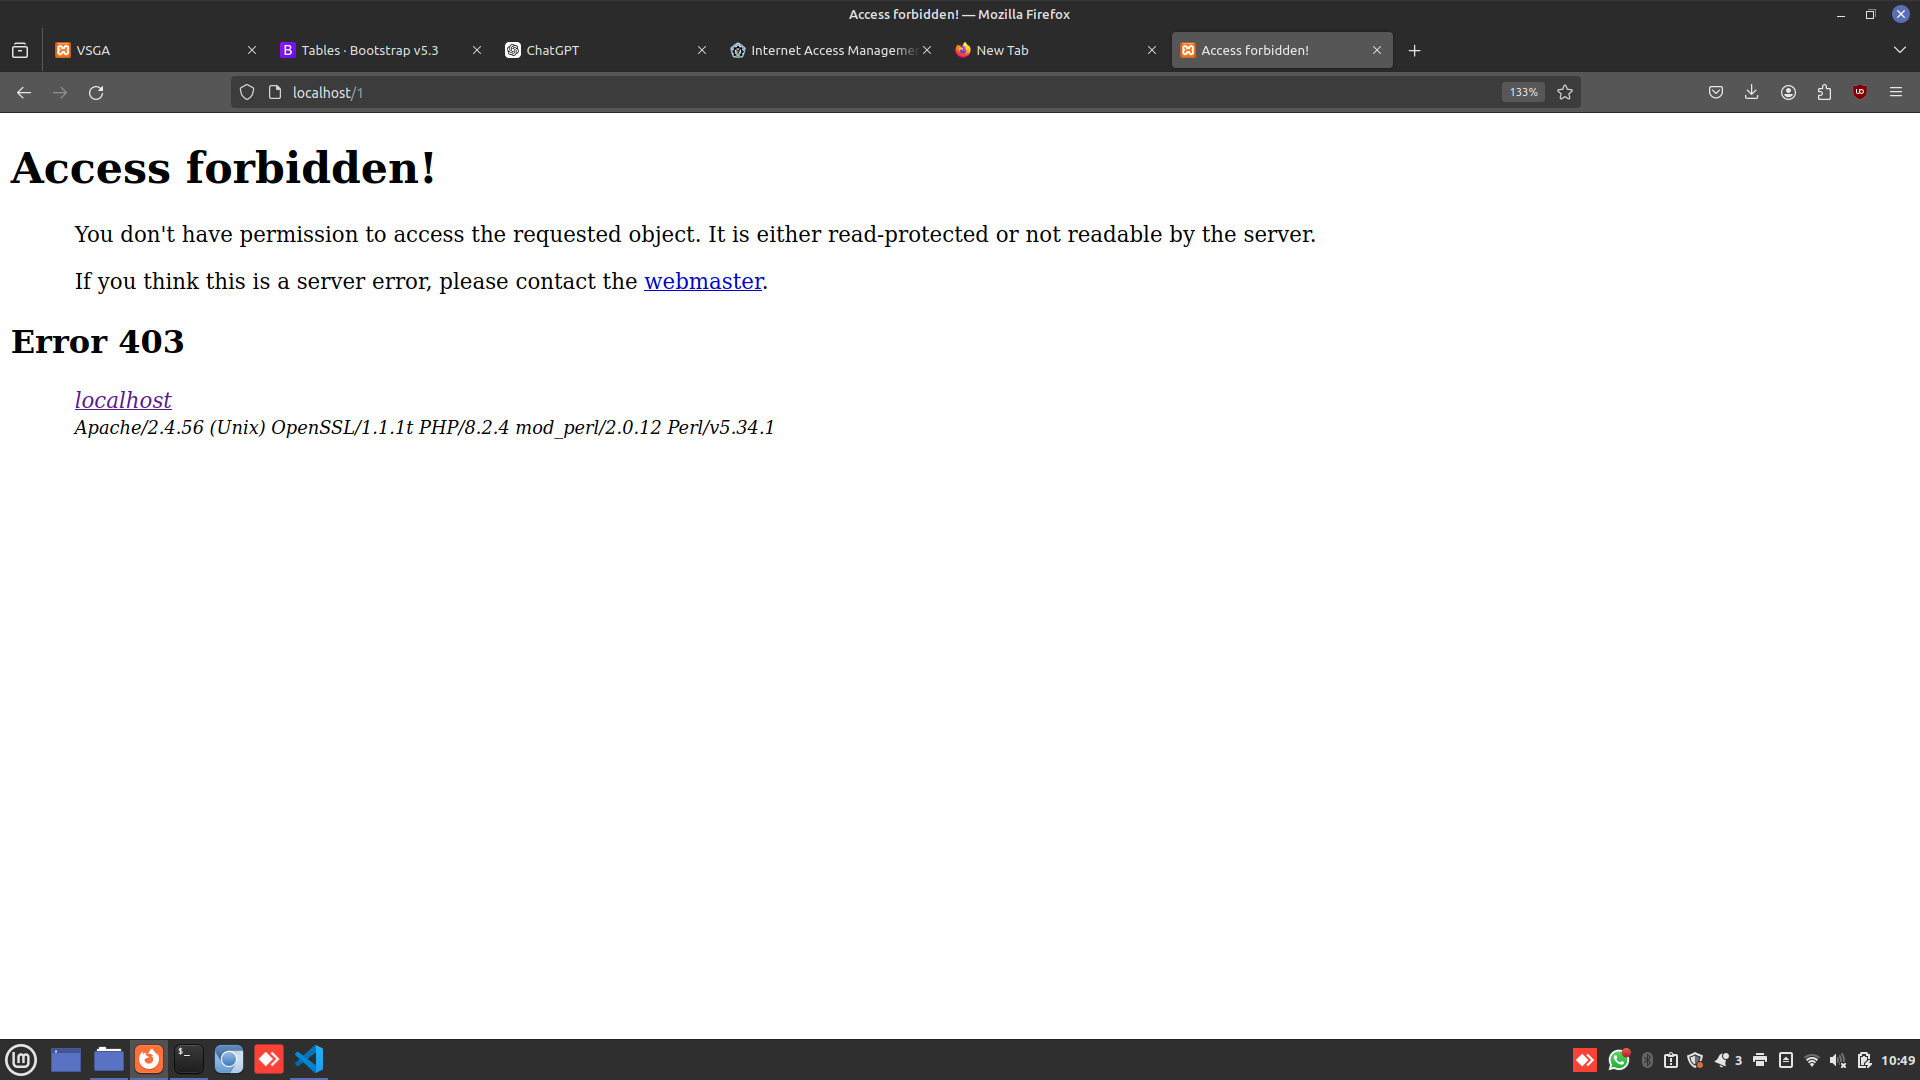 Access forbidden! — Mozilla Firefox
VSGA
Tables · Bootstrap v5.3
ChatGPT
Internet Access Manageme
New Tab
Access forbidden!
localhost/1
133%
Access forbidden!
You don't have permission to access the requested object. It is either read-protected or not readable by the server.
If you think this is a server error, please contact the webmaster.
Error 403
localhost
Apache/2.4.56 (Unix) OpenSSL/1.1.1t PHP/8.2.4 mod_perl/2.0.12 Perl/v5.34.1
3
10:49